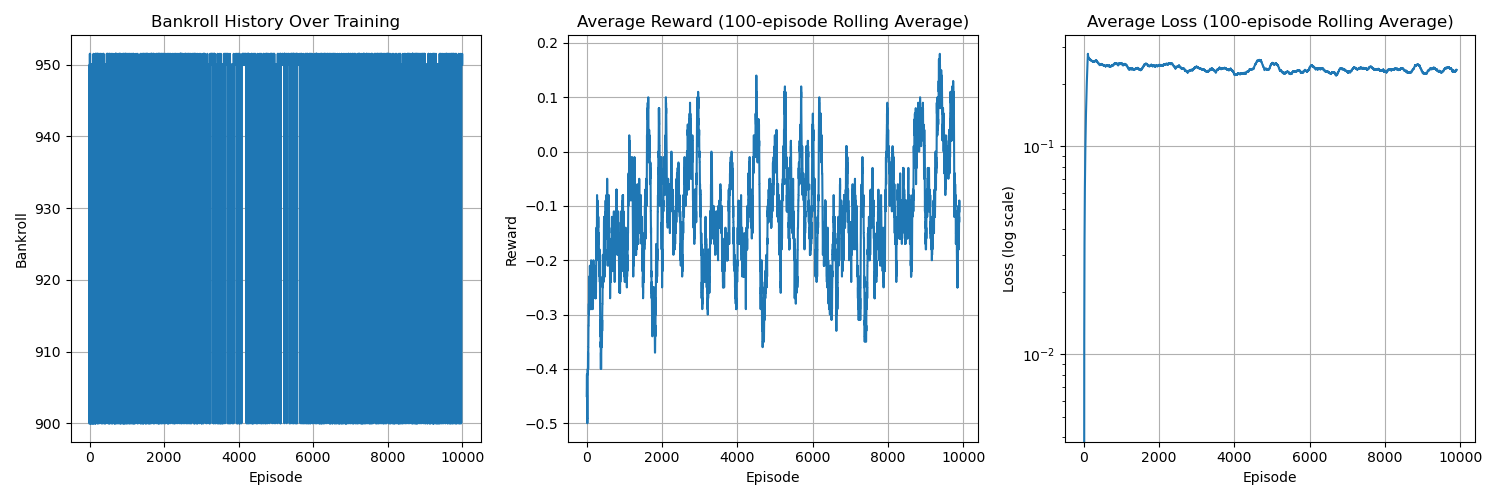 Bankroll History Over Training
Bankroll
950
940
930
920
910
900
0 2000 4000 6000 8000 10000
Episode
Average Reward (100-episode Rolling Average)
Reward
0.2
0.1
0.0
−0.1
−0.2
−0.3
−0.4
−0.5
0 2000 4000 6000 8000 10000
Episode
Average Loss (100-episode Rolling Average)
Loss (log scale)
10⁻¹
10⁻²
0 2000 4000 6000 8000 10000
Episode